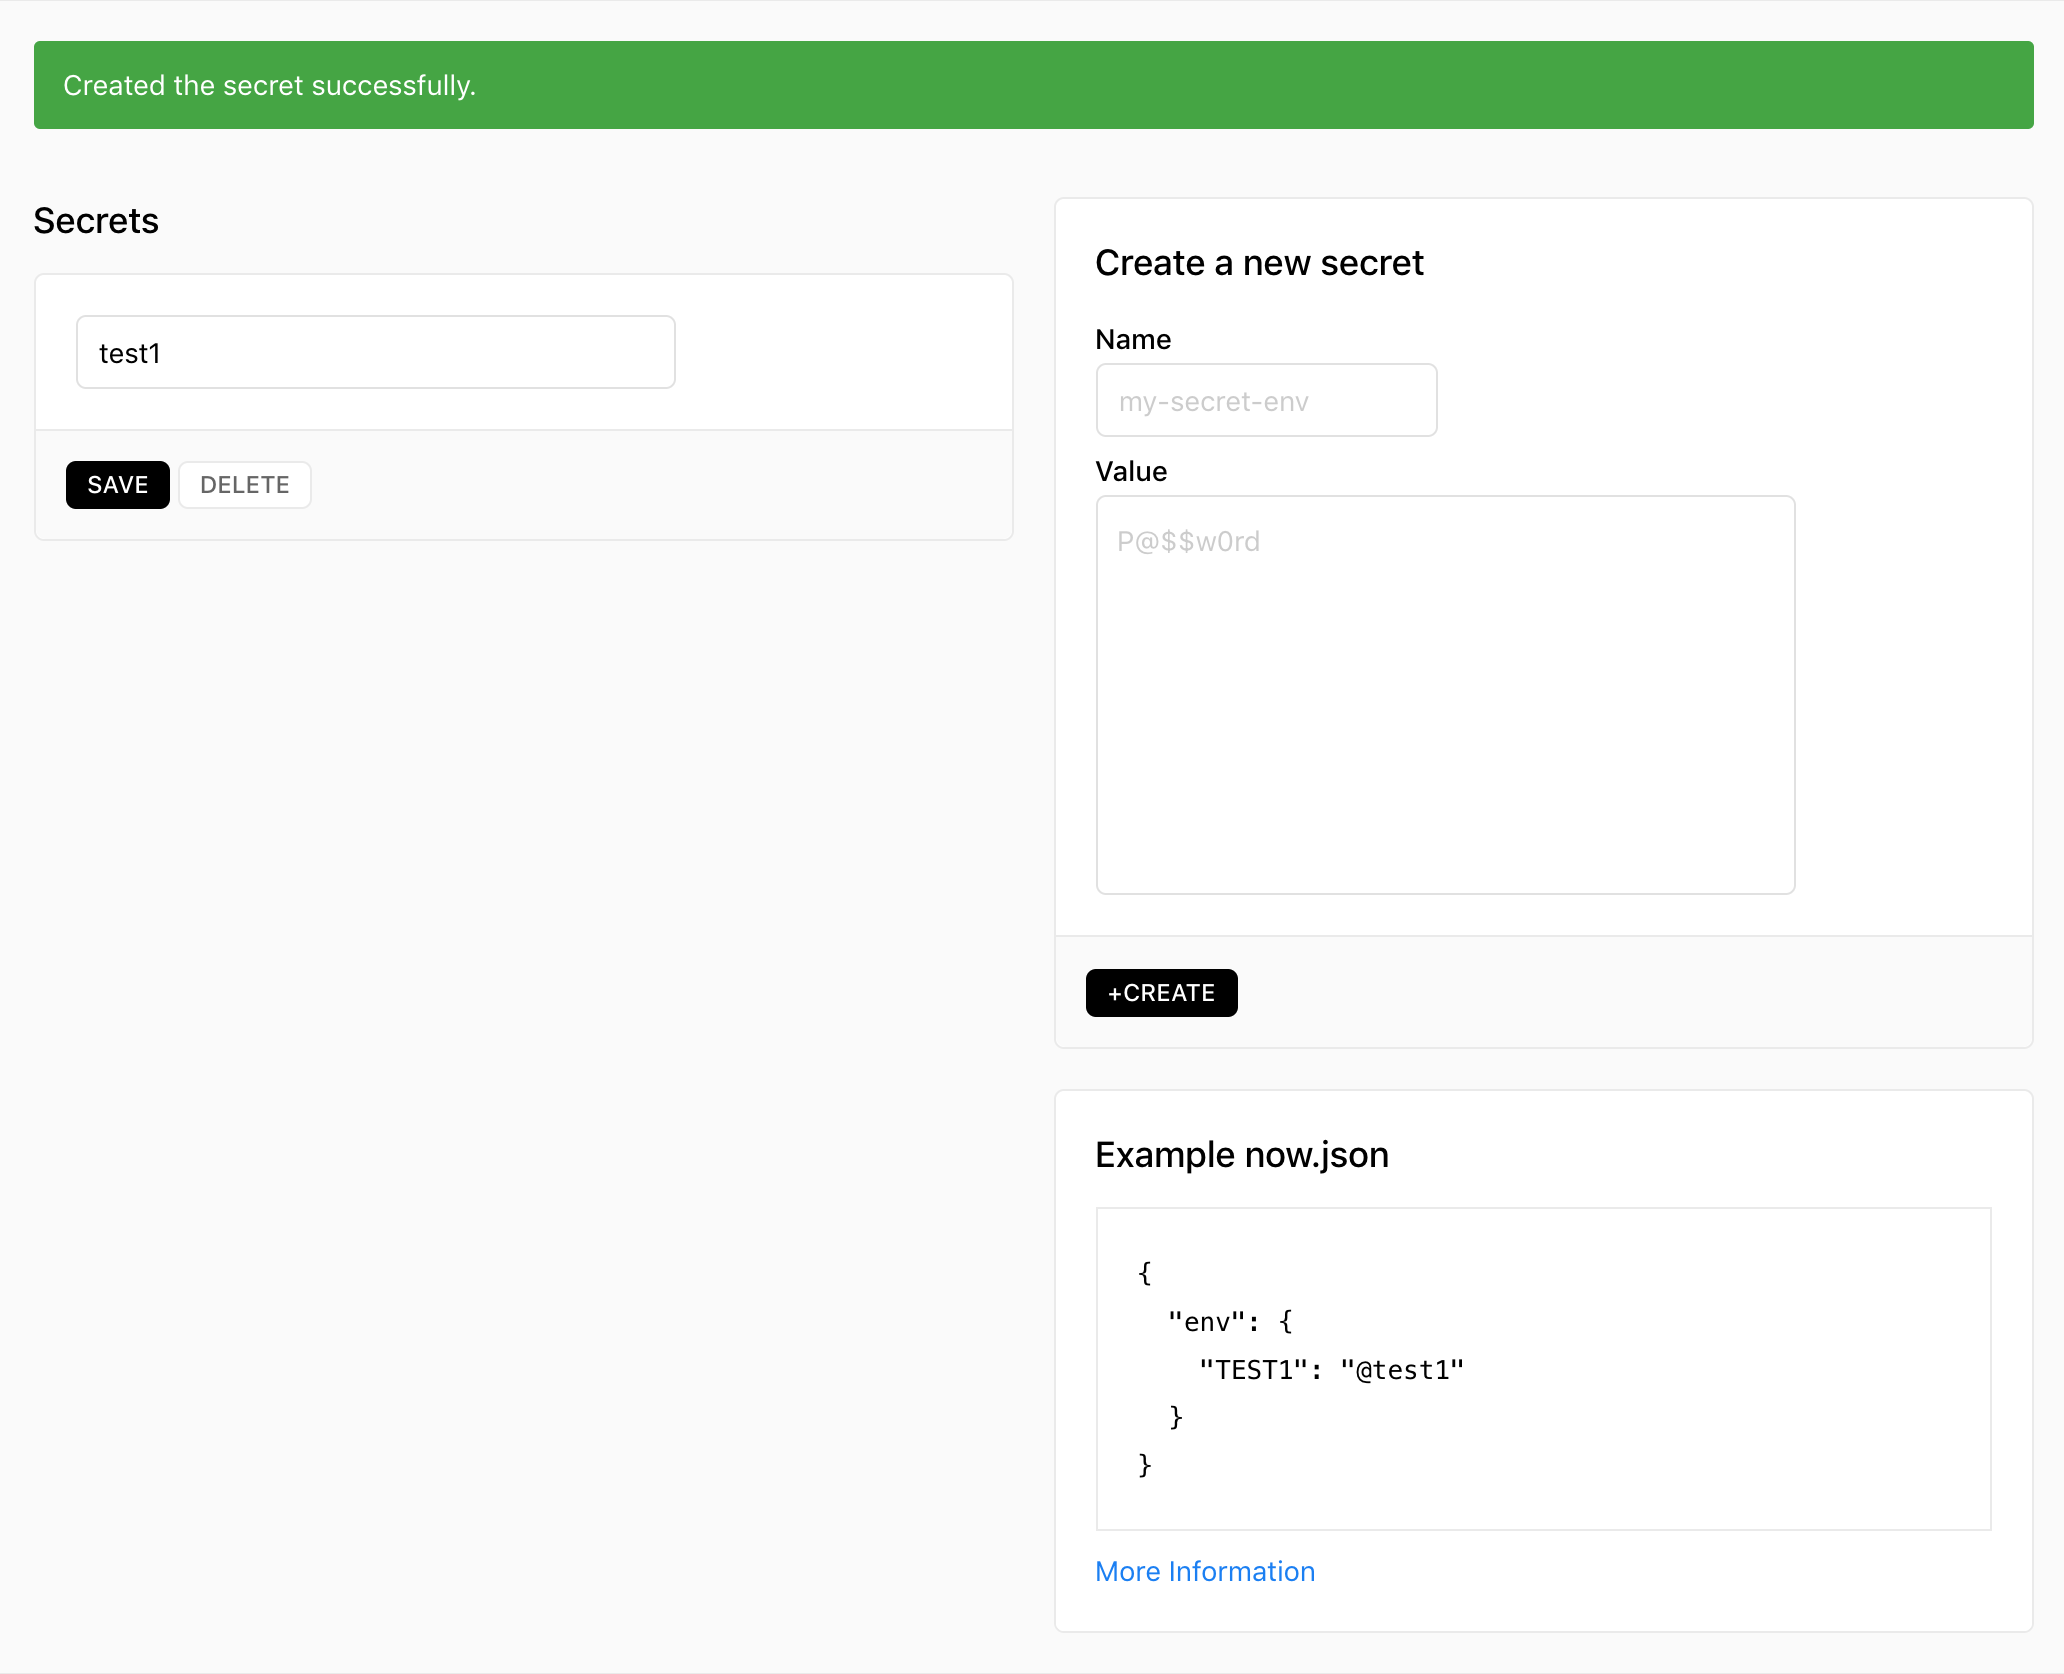 Created the secret successfully.
Secrets
test1
SAVE DELETE
Create a new secret
Name
my-secret-env
Value
P@$$w0rd
+CREATE
Example now.json
{
  "env": {
    "TEST1": "@test1"
  }
}
More Information